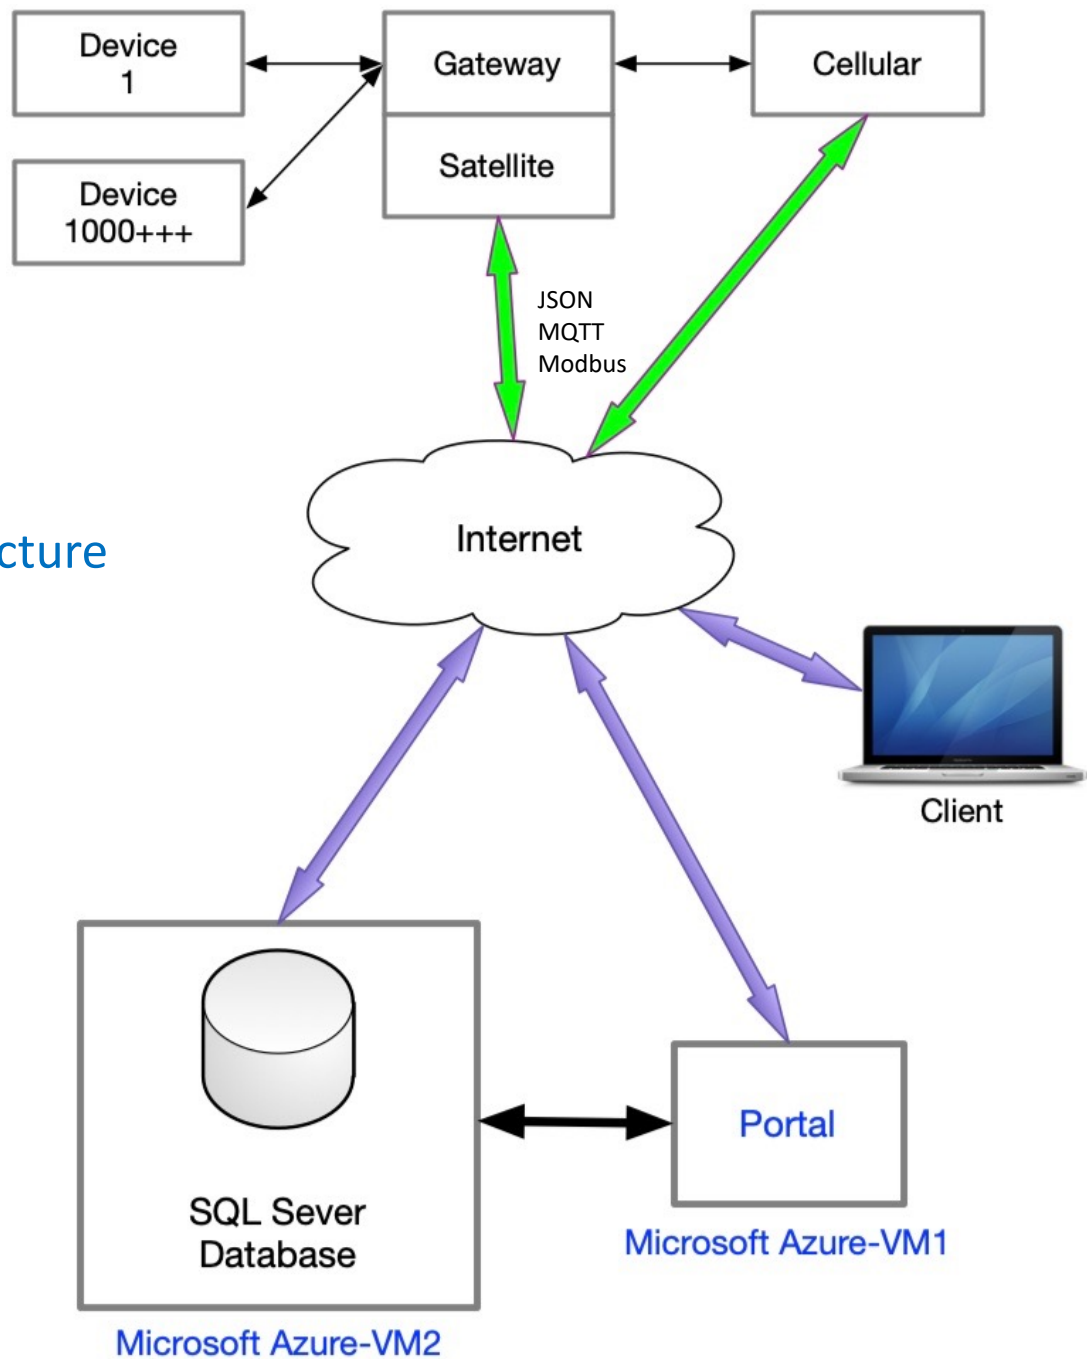 Device
1
Gateway
Cellular
Satellite
Device
1000+++
JSON
MQTT
Modbus
Internet
cture
Client
SQL Sever
Database
Portal
Microsoft Azure-VM1
Microsoft Azure-VM2